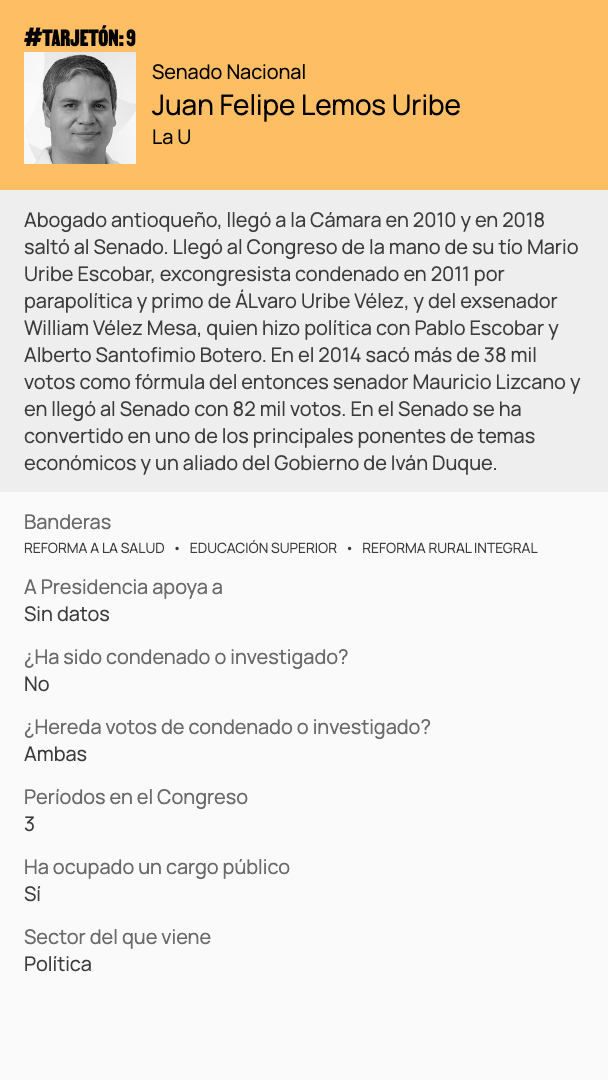 #TARJETÓN: 9
Senado Nacional
Juan Felipe Lemos Uribe
La U
Abogado antioqueño, llegó a la Cámara en 2010 y en 2018
saltó al Senado. Llegó al Congreso de la mano de su tío Mario
Uribe Escobar, excongresista condenado en 2011 por
parapolítica y primo de ÁLvaro Uribe Vélez, y del exsenador
William Vélez Mesa, quien hizo política con Pablo Escobar y
Alberto Santofimio Botero. En el 2014 sacó más de 38 mil
votos como fórmula del entonces senador Mauricio Lizcano y
en llegó al Senado con 82 mil votos. En el Senado se ha
convertido en uno de los principales ponentes de temas
económicos y un aliado del Gobierno de Iván Duque.
Banderas
REFORMA A LA SALUD • EDUCACIÓN SUPERIOR • REFORMA RURAL INTEGRAL
A Presidencia apoya a
Sin datos
¿Ha sido condenado o investigado?
No
¿Hereda votos de condenado o investigado?
Ambas
Períodos en el Congreso
3
Ha ocupado un cargo público
Sí
Sector del que viene
Política